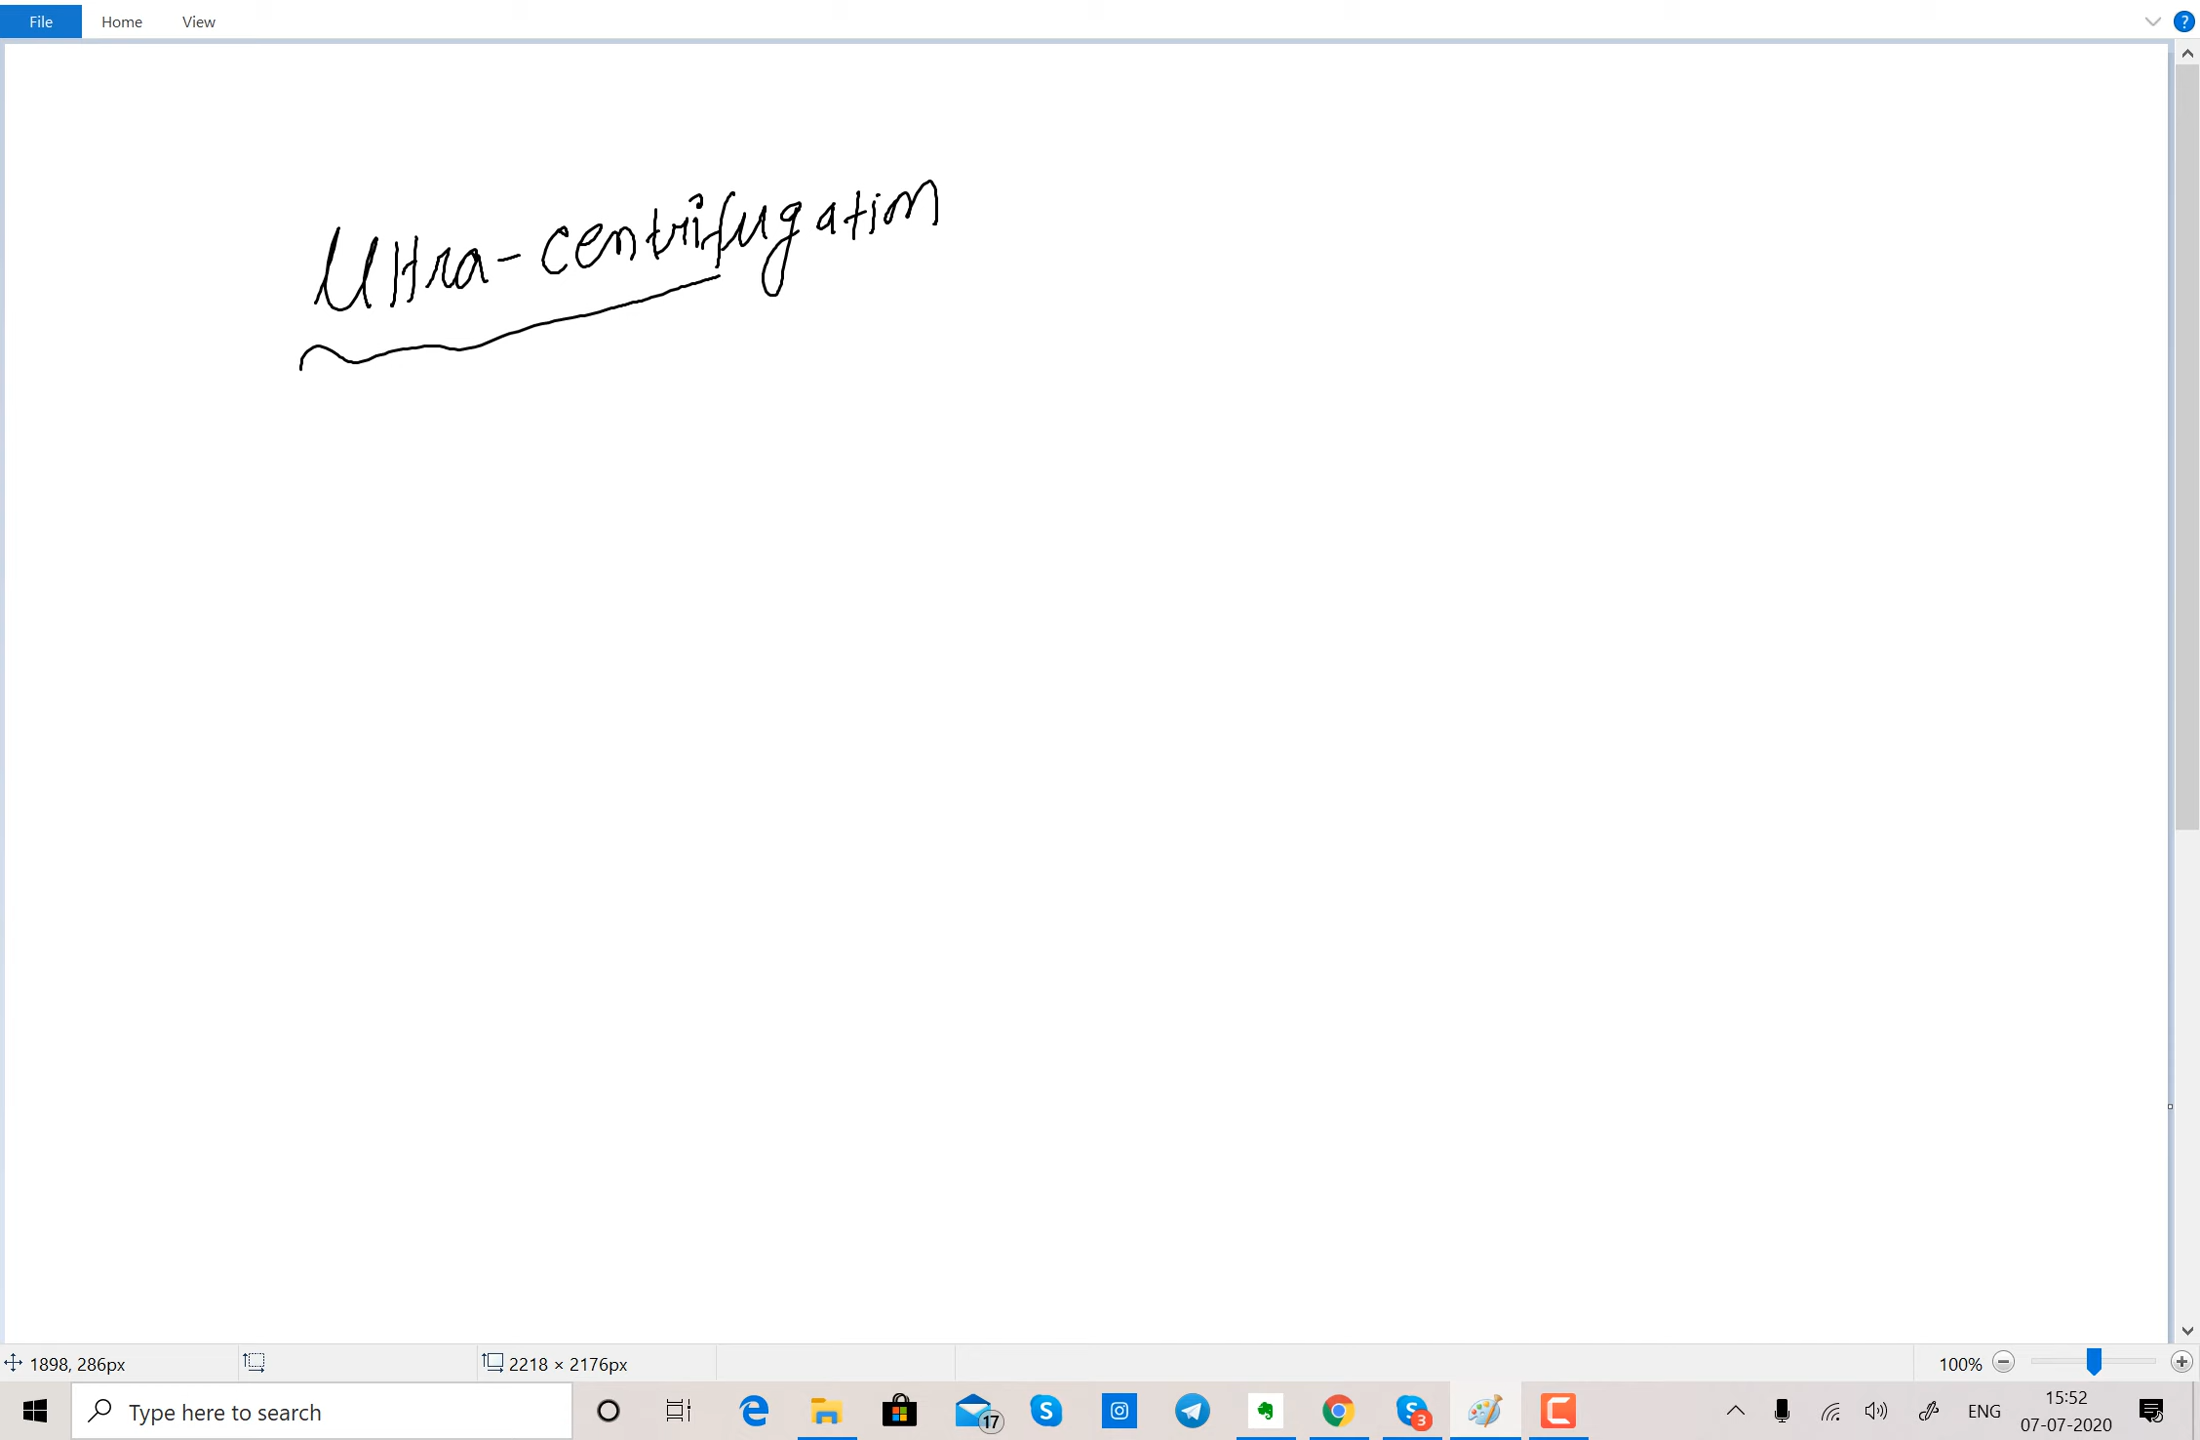 File Home View
Ultra-centrifugation
1898, 286px 2218 × 2176px 100%
Type here to search 17 3 ENG 15:52
07-07-2020